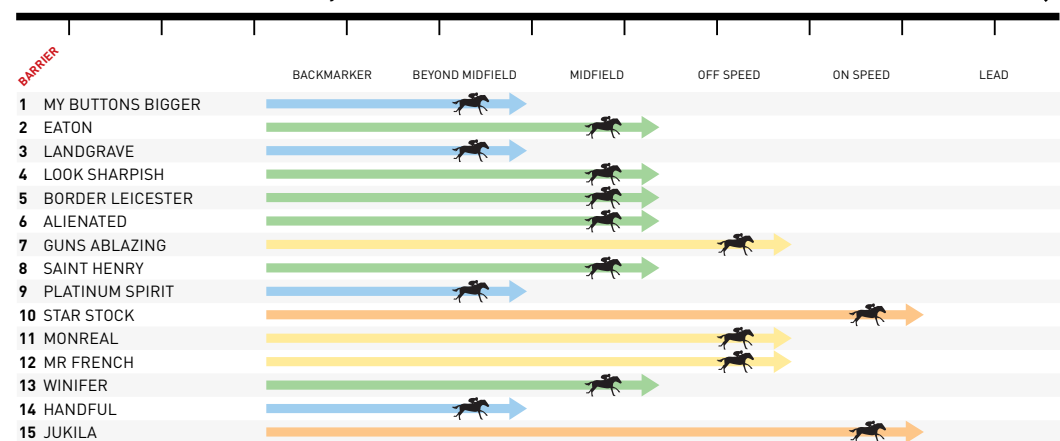 BARRIER
BACKMARKER BEYOND MIDFIELD MIDFIELD OFF SPEED ON SPEED LEAD
1 MY BUTTONS BIGGER
2 EATON
3 LANDGRAVE
4 LOOK SHARPISH
5 BORDER LEICESTER
6 ALIENATED
7 GUNS ABLAZING
8 SAINT HENRY
9 PLATINUM SPIRIT
10 STAR STOCK
11 MONREAL
12 MR FRENCH
13 WINIFER
14 HANDFUL
15 JUKILA